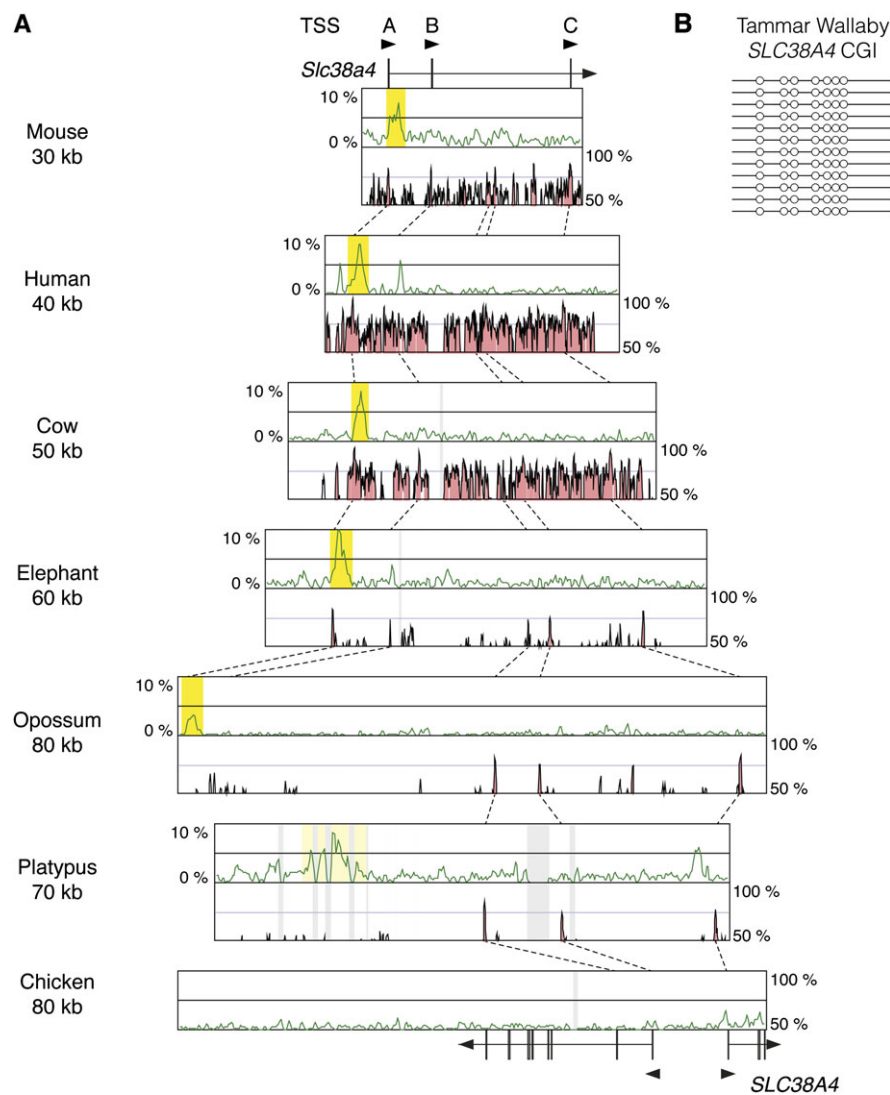 A
TSS A B C
Slc38a4
B
Tammar Wallaby
SLC38A4 CGI
Mouse
30 kb
10 %
0 %
100 %
50 %
Human
40 kb
10 %
0 %
100 %
50 %
Cow
50 kb
10 %
0 %
100 %
50 %
Elephant
60 kb
10 %
0 %
100 %
50 %
Opossum
80 kb
10 %
0 %
100 %
50 %
Platypus
70 kb
10 %
0 %
100 %
50 %
Chicken
80 kb
100 %
50 %
SLC38A4